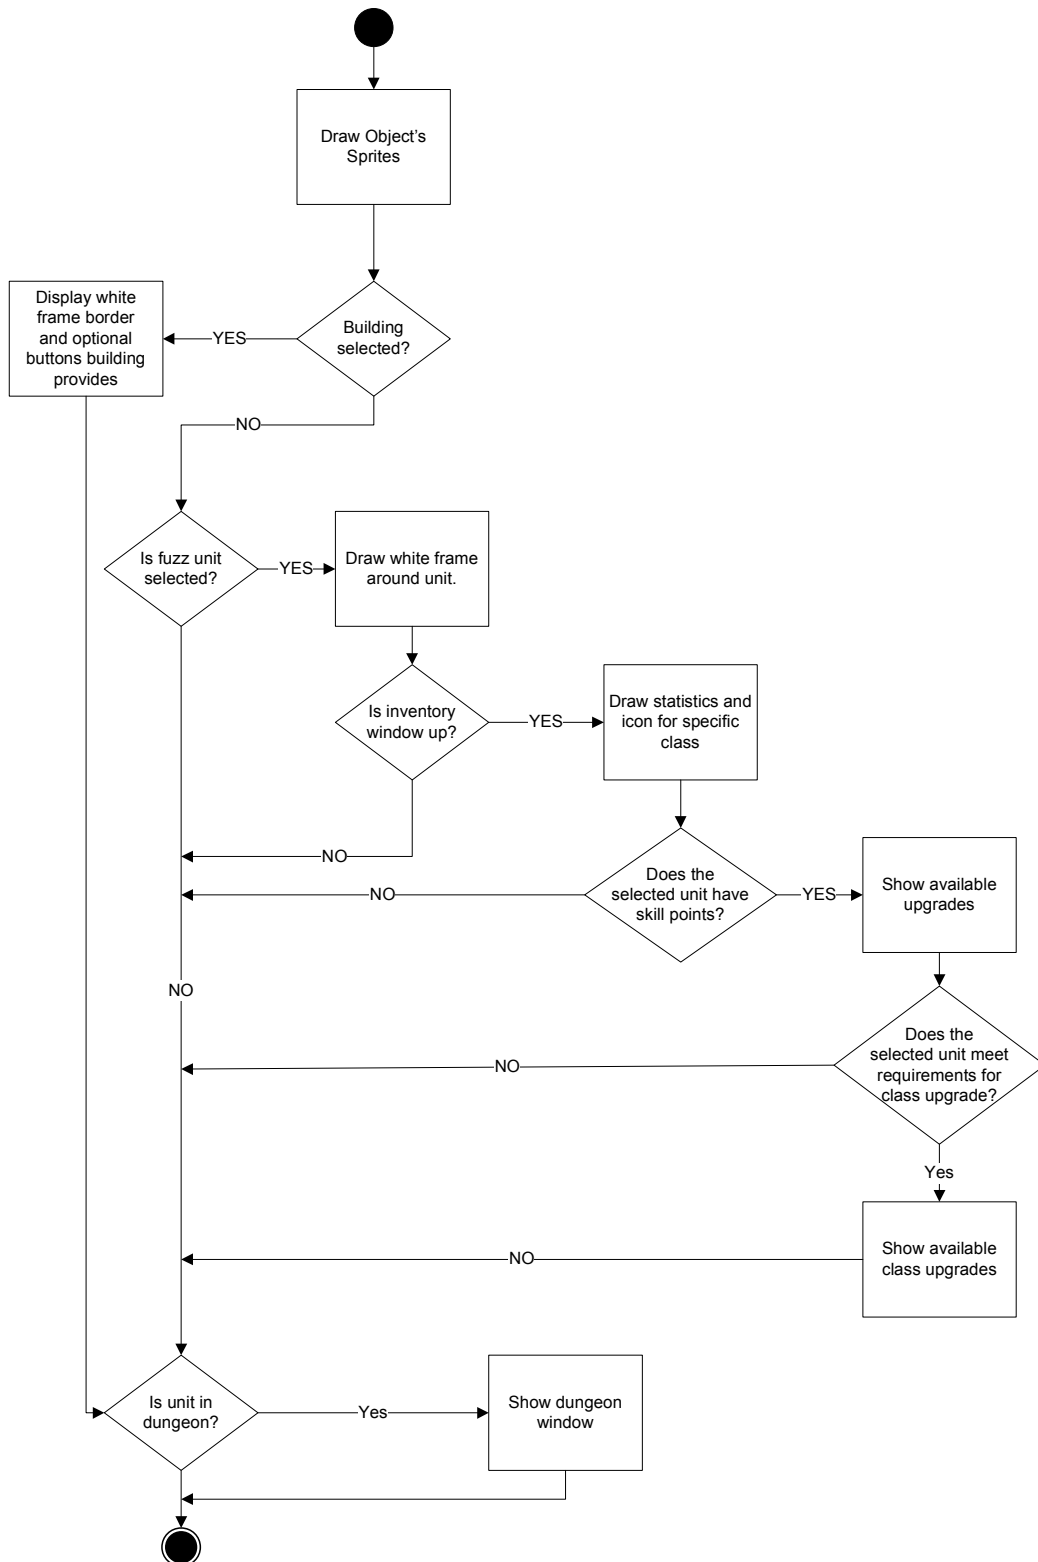 Draw Object's
Sprites
Building
selected?
YES
Display white
frame border
and optional
buttons building
provides
NO
Is fuzz unit
selected?
YES
Draw white frame
around unit.
Is inventory
window up?
YES
Draw statistics and
icon for specific
class
NO
Does the
selected unit have
skill points?
NO
YES
Show available
upgrades
NO
Does the
selected unit meet
requirements for
class upgrade?
NO
Yes
Show available
class upgrades
NO
Is unit in
dungeon?
Yes
Show dungeon
window